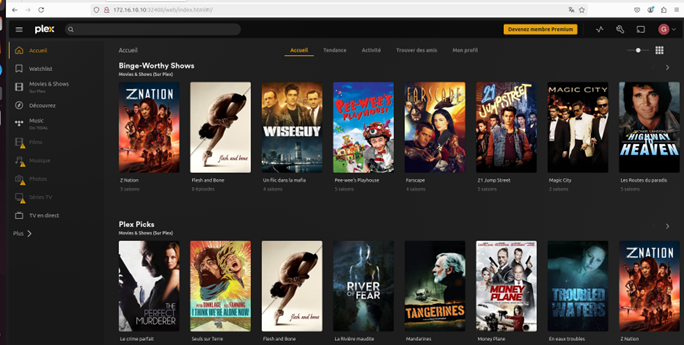 172.16.10.10:32400/web/index.html#!/
plex
Devenez membre Premium
G
Accueil
Watchlist
Movies & Shows
Sur Plex
Découvrez
Music
On TIDAL
Films
Musique
Photos
Séries TV
TV en direct
Plus
Accueil
Accueil Tendance Activité Trouver des amis Mon profil
Binge-Worthy Shows
Movies & Shows (Sur Plex)
Z NATION
flesh and bone
WISEGUY
PEE-WEE'S PLAYHOUSE
FARSCAPE
21 JUMP STREET
MAGIC CITY
HIGHWAY TO HEAVEN
Z Nation
5 saisons
Flesh and Bone
8 épisodes
Un flic dans la mafia
4 saisons
Pee-wee's Playhouse
5 saisons
Farscape
4 saisons
21 Jump Street
5 saisons
Magic City
2 saisons
Les Routes du paradis
5 saisons
Plex Picks
Movies & Shows (Sur Plex)
THE PERFECT MURDERER
DINKLAGE FANNING
I THINK WE'RE ALONE NOW
flesh and bone
RIVER OF FEAR
TANGERINES
MONEY PLANE
TROUBLED WATERS
Z NATION
Le crime parfait
Seuls sur Terre
Flesh and Bone
La Rivière maudite
Mandarines
Money Plane
En eaux troubles
Z Nation